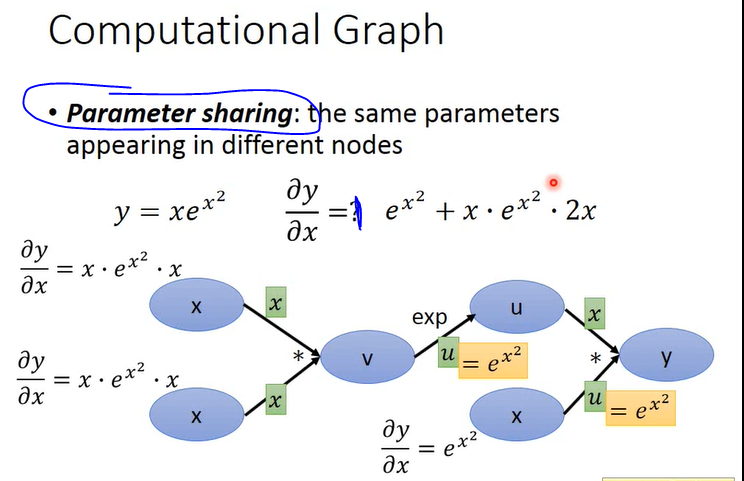 Computational Graph
• Parameter sharing: the same parameters
appearing in different nodes
y = xe^{x^2}
∂y/∂x =? e^{x^2} + x · e^{x^2} · 2x
∂y/∂x = x · e^{x^2} · x
x
x
exp
u
x
*
v
u = e^{x^2}
*
y
∂y/∂x = x · e^{x^2} · x
x
x
x
u = e^{x^2}
∂y/∂x = e^{x^2}